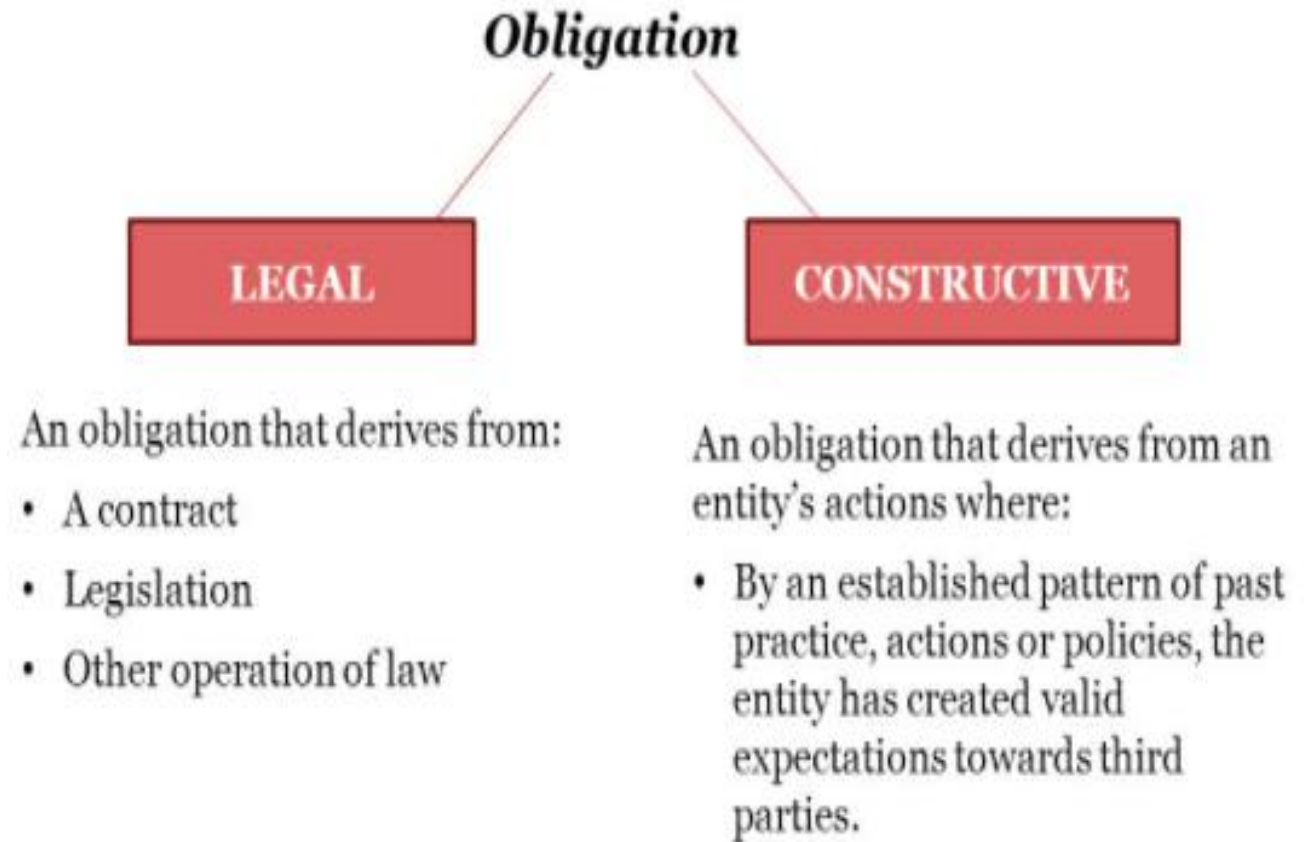 Obligation
LEGAL
An obligation that derives from:
• A contract
• Legislation
• Other operation of law
CONSTRUCTIVE
An obligation that derives from an
entity's actions where:
• By an established pattern of past
practice, actions or policies, the
entity has created valid
expectations towards third
parties.